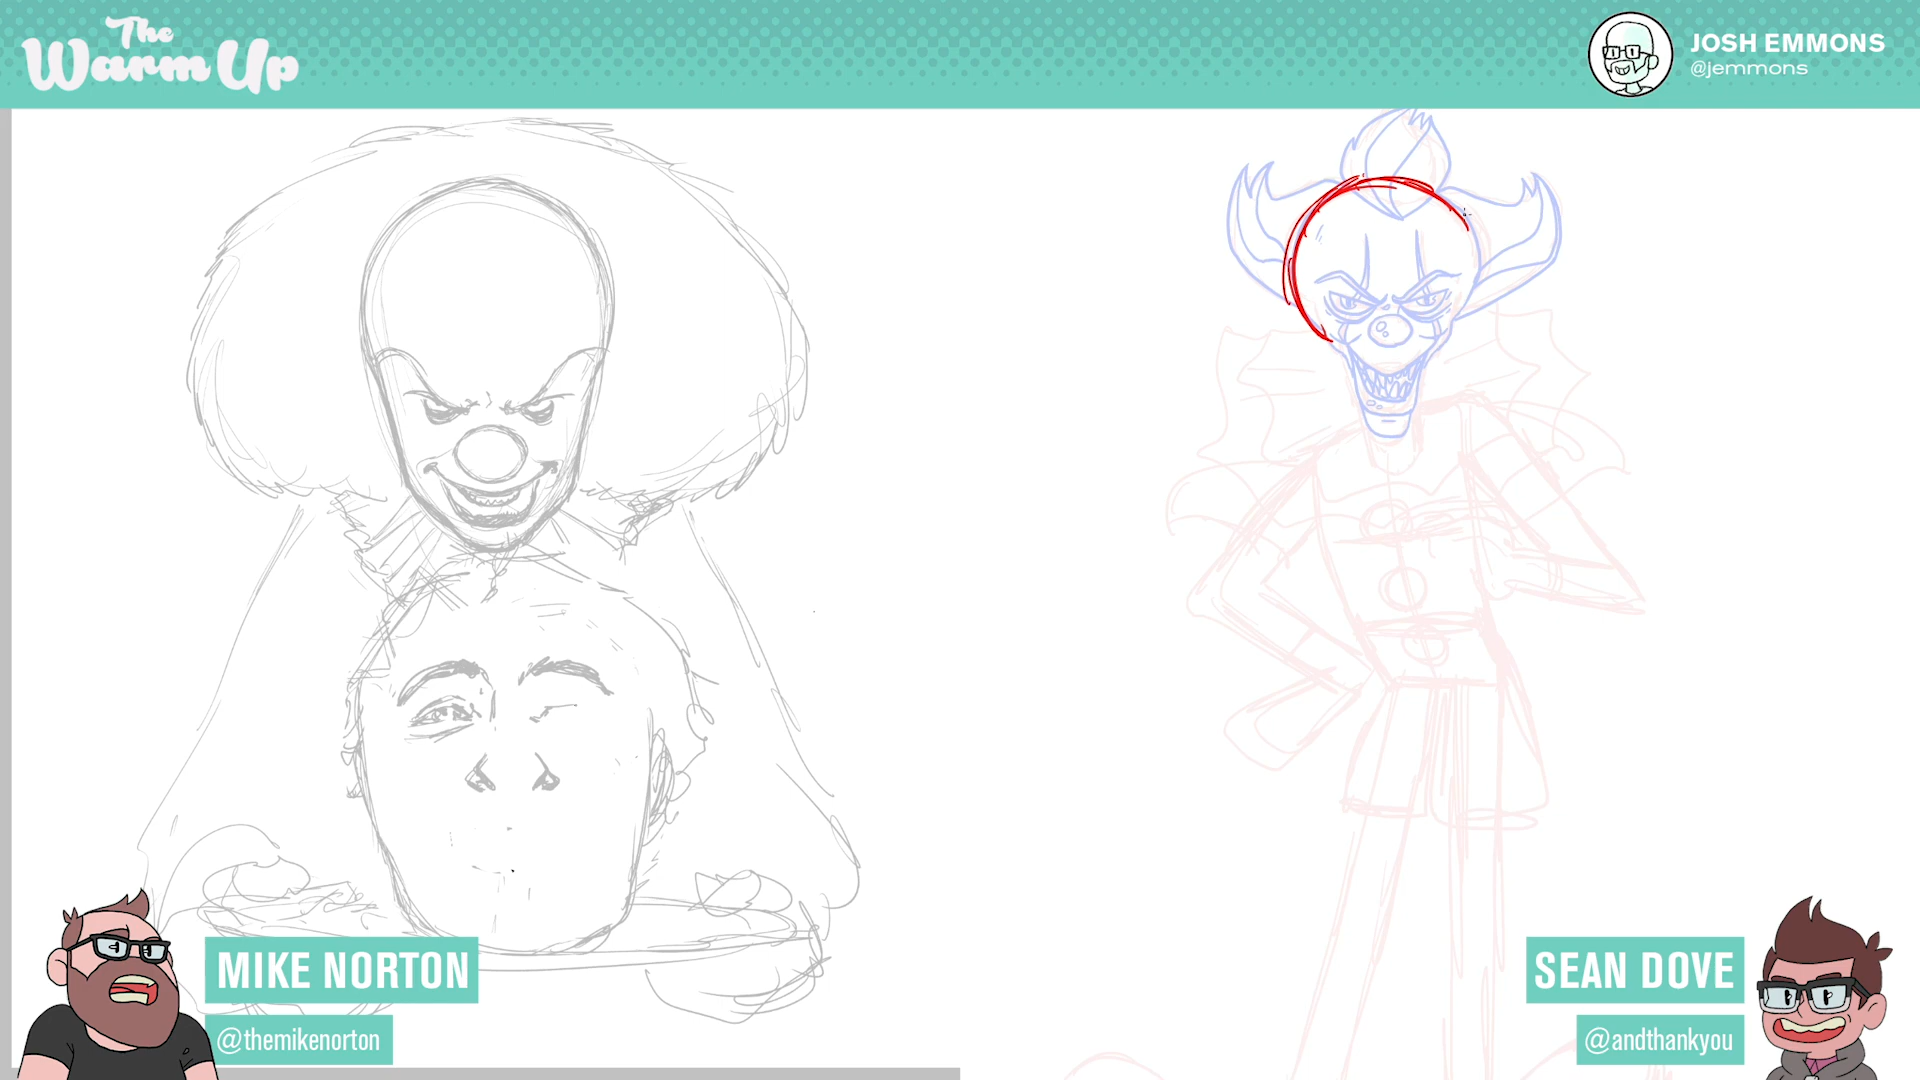 The
Warm Up
JOSH EMMONS
@jemmons
MIKE NORTON
@themikenorton
SEAN DOVE
@andthankyou